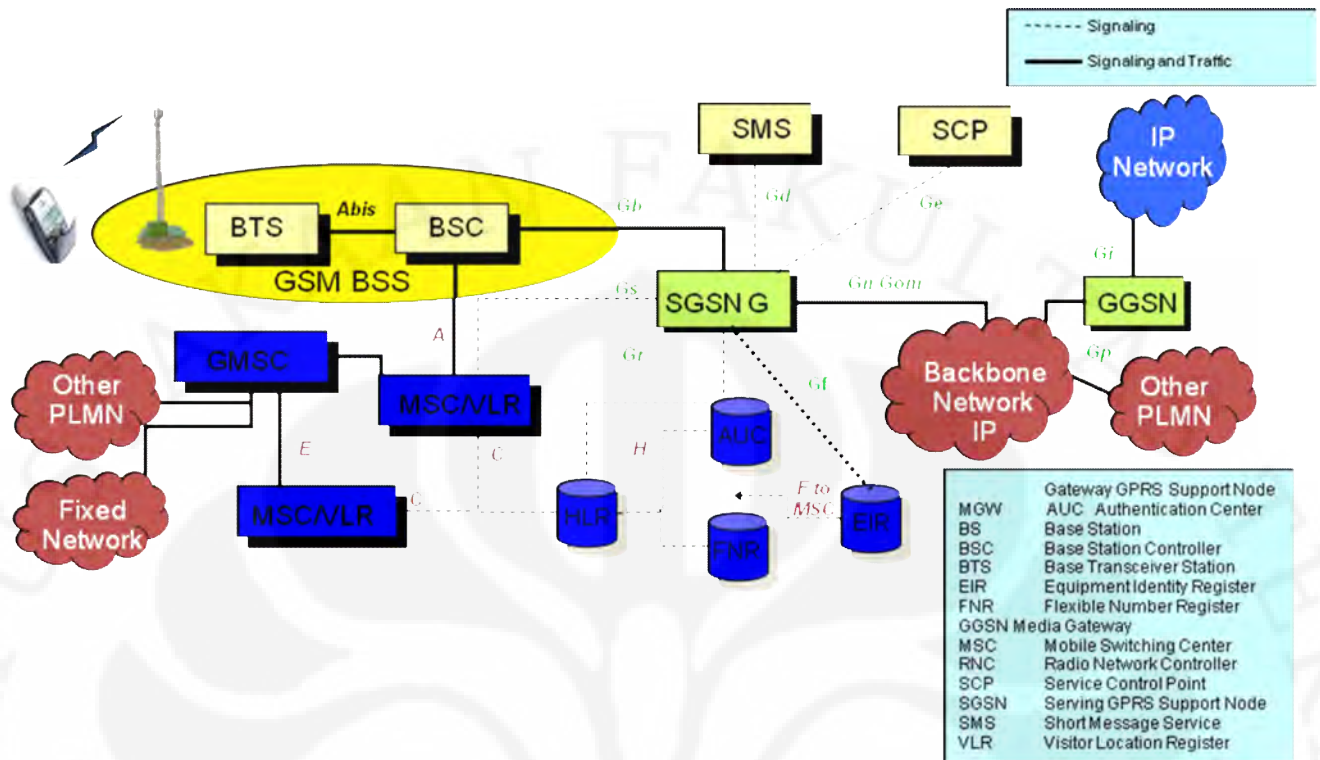 Signaling
Signaling and Traffic
SMS
SCP
IP
Network
Gd
Ge
Gb
BTS
Abis
BSC
GSM BSS
Gs
SGSN G
Gn Gom
Gi
GGSN
A
Gr
Gf
Gp
GMSC
Other
PLMN
MSC/VLR
Backbone
Network
IP
Other
PLMN
E
C
H
AUC
Fixed
Network
MSC/VLR
C
HLR
F to
MSC
EIR
FNR
Gateway GPRS Support Node
MGW AUC Authentication Center
BS Base Station
BSC Base Station Controller
BTS Base Transceiver Station
EIR Equipment Identity Register
FNR Flexible Number Register
GGSN Media Gateway
MSC Mobile Switching Center
RNC Radio Network Controller
SCP Service Control Point
SGSN Serving GPRS Support Node
SMS Short Message Service
VLR Visitor Location Register